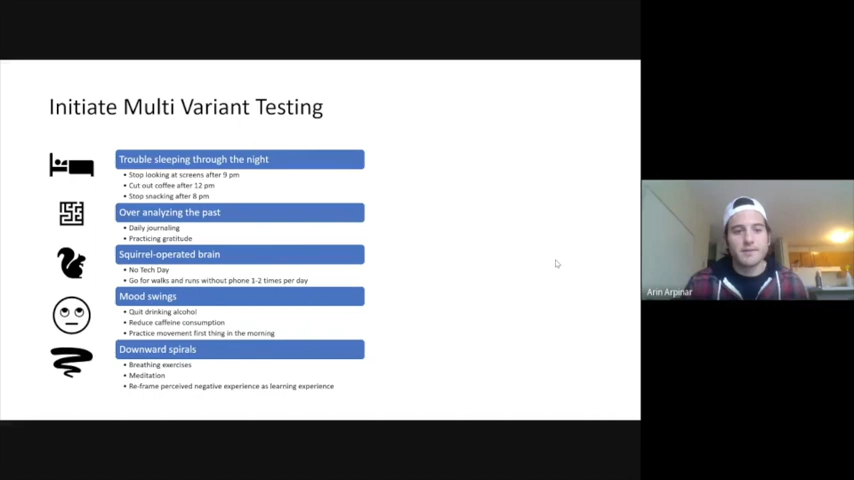 Initiate Multi Variant Testing
Trouble sleeping through the night
• Stop looking at screens after 9 pm
• Cut out coffee after 12 pm
• Stop snacking after 8 pm
Over analyzing the past
• Daily journaling
• Practicing gratitude
Squirrel-operated brain
• No Tech Day
• Go for walks and runs without phone 1-2 times per day
Mood swings
• Quit drinking alcohol
• Reduce caffeine consumption
• Practice movement first thing in the morning
Downward spirals
• Breathing exercises
• Meditation
• Re-frame perceived negative experience as learning experience
Arin Arpinar